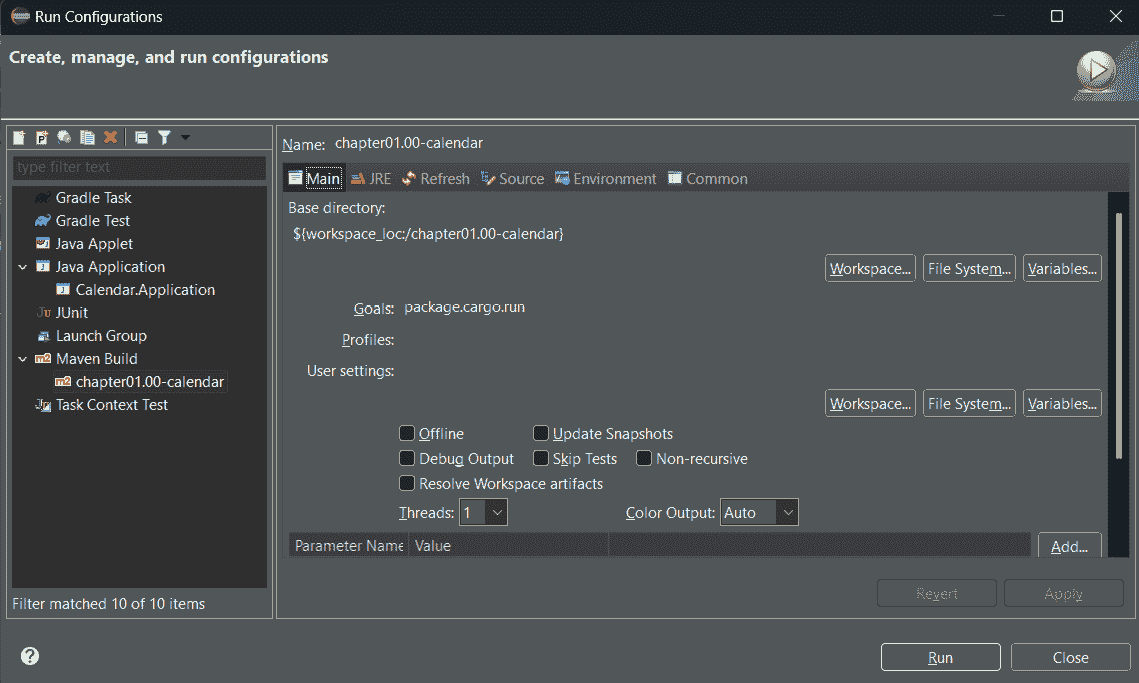 Run Configurations
Create, manage, and run configurations
type filter text
Gradle Task
Gradle Test
Java Applet
Java Application
Calendar.Application
Ju JUnit
Launch Group
m2 Maven Build
m2 chapter01.00-calendar
Task Context Test
Filter matched 10 of 10 items
Name: chapter01.00-calendar
Main JRE Refresh Source Environment Common
Base directory:
${workspace_loc:/chapter01.00-calendar}
Workspace... File System... Variables...
Goals: package.cargo.run
Profiles:
User settings:
Workspace... File System... Variables...
Offline Update Snapshots
Debug Output Skip Tests Non-recursive
Resolve Workspace artifacts
Threads: 1 Color Output: Auto
Parameter Name Value Add...
Revert Apply
Run Close